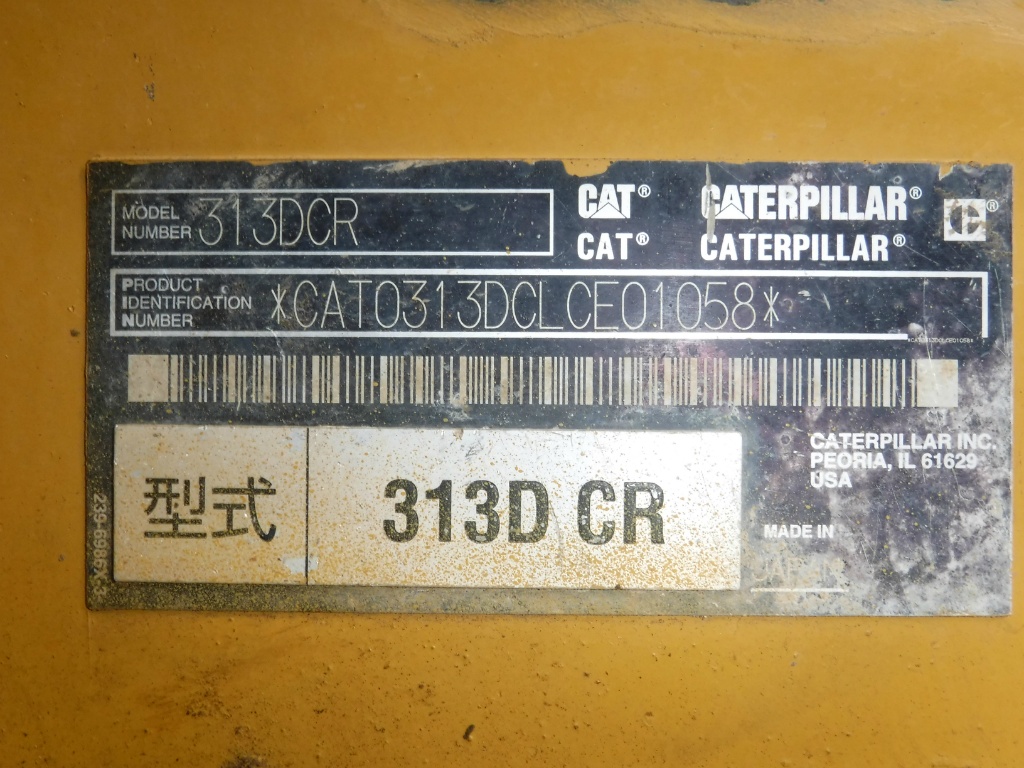 MODEL NUMBER 313DCR
CAT® CATERPILLAR®
CAT® CATERPILLAR®
PRODUCT IDENTIFICATION NUMBER *CAT0313DCLCE01058*
*CAT0313DCLCE01058*
型式 313D CR
CATERPILLAR INC.
PEORIA, IL 61629
USA
MADE IN